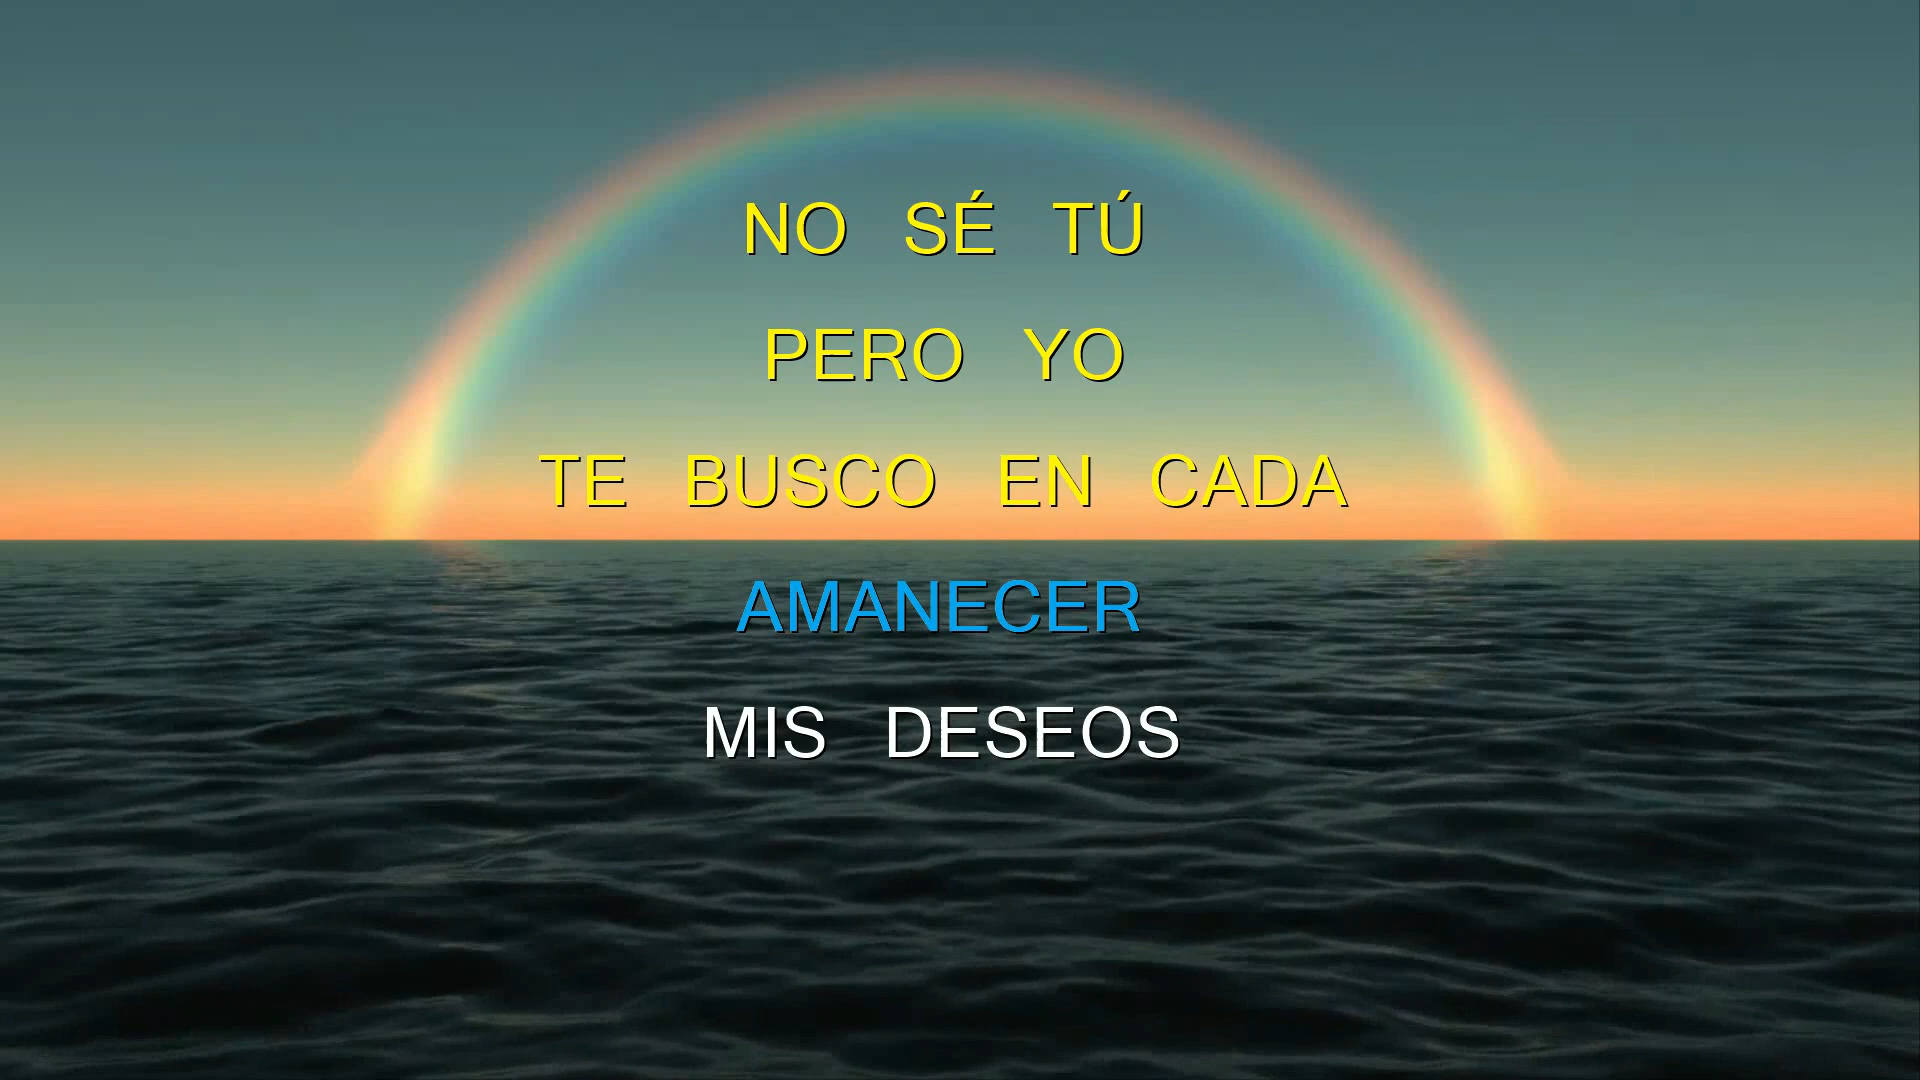 NO SÉ TÚ
PERO YO
TE BUSCO EN CADA
AMANECER
MIS DESEOS